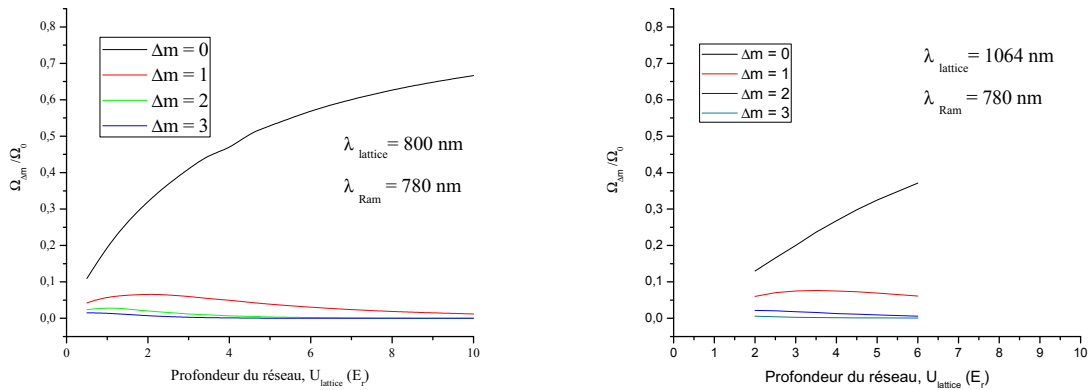 0,8
0,7
0,6
0,5
0,4
0,3
0,2
0,1
0,0
Ω_Δm /Ω_0
Δm = 0
Δm = 1
Δm = 2
Δm = 3
λ_lattice = 800 nm
λ_Ram = 780 nm
0 2 4 6 8 10
Profondeur du réseau, U_lattice (E_r)
0,8
0,7
0,6
0,5
0,4
0,3
0,2
0,1
0,0
Ω_Δm /Ω_0
Δm = 0
Δm = 1
Δm = 2
Δm = 3
λ_lattice = 1064 nm
λ_Ram = 780 nm
0 1 2 3 4 5 6 7 8 9 10
Profondeur du réseau, U_lattice (E_r)